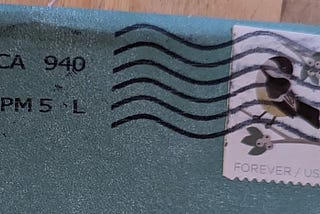 CA 940
PM 5 L
FOREVER / US